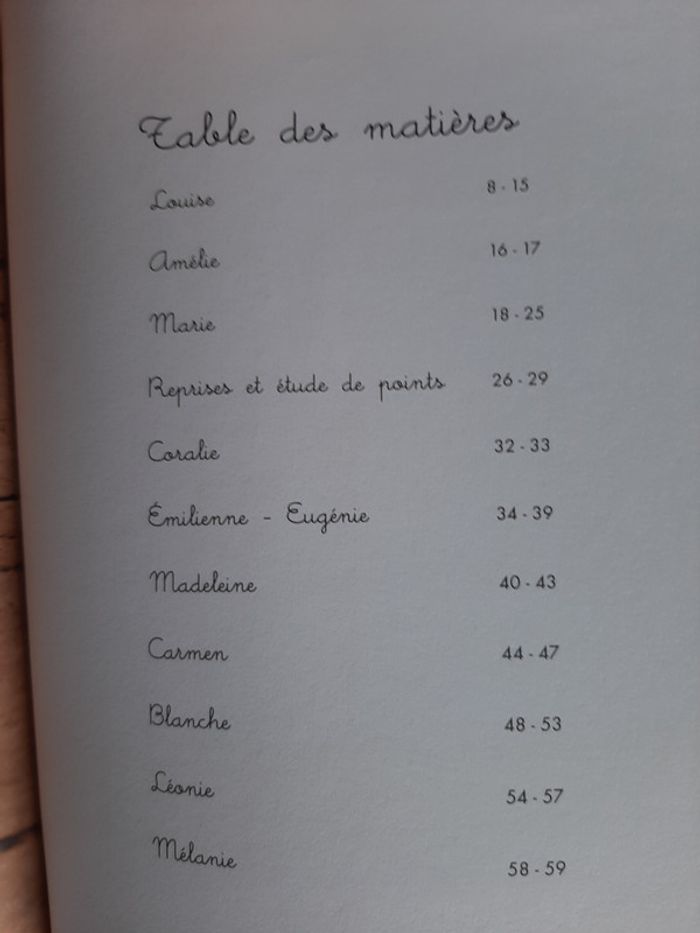 Table des matières
Louise 8 - 15
Amélie 16 - 17
Marie 18 - 25
Reprises et étude de points 26 - 29
Coralie 32 - 33
Émilienne - Eugénie 34 - 39
Madeleine 40 - 43
Carmen 44 - 47
Blanche 48 - 53
Léonie 54 - 57
Mélanie 58 - 59